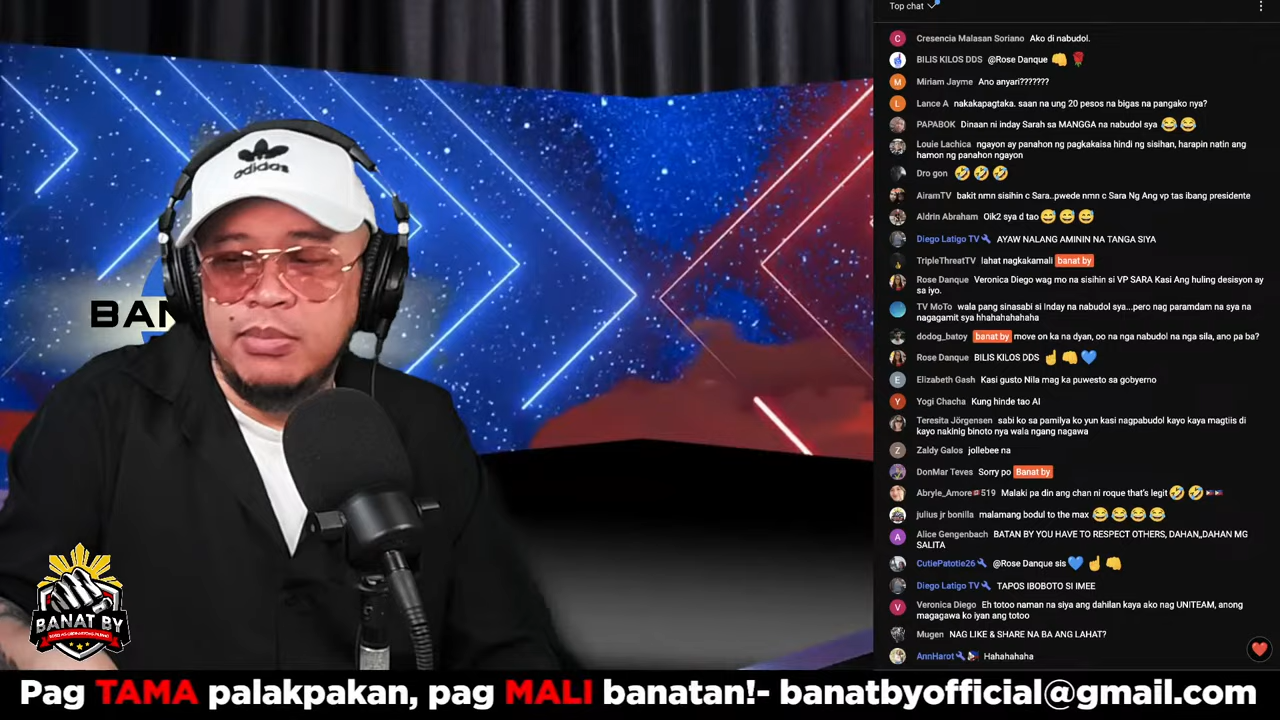 adidas
BAN
BANAT BY
Top chat
Cresencia Malasan Soriano Ako di nabudol.
BILIS KILOS DDS @Rose Danque 👊 🌹
Miriam Jayme Ano anyari???????
Lance A nakakapagtaka. saan na ung 20 pesos na bigas na pangako nya?
PAPABOK Dinaan ni inday Sarah sa MANGGA na nabudol sya 😂 😂
Louie Lachica ngayon ay panahon ng pagkakaisa hindi ng sisihan, harapin natin ang
hamon ng panahon ngayon
Dro gon 🤣 🤣 🤣
AiramTV bakit nmn sisihin c Sara..pwede nmn c Sara Ng Ang vp tas ibang presidente
Aldrin Abraham Oik2 sya d tao 😅 😅 😅
Diego Latigo TV AYAW NALANG AMININ NA TANGA SIYA
TripleThreatTV lahat nagkakamali banat by
Rose Danque Veronica Diego wag mo na sisihin si VP SARA Kasi Ang huling desisyon ay
sa iyo.
TV MoTo wala pang sinasabi si Inday na nabudol sya...pero nag paramdam na sya na
nagagamit sya hhahahahahaha
dodog_batoy banat by move on ka na dyan, oo na nga nabudol na nga sila, ano pa ba?
Rose Danque BILIS KILOS DDS ☝ 👊 💙
Elizabeth Gash Kasi gusto Nila mag ka puwesto sa gobyerno
Yogi Chacha Kung hinde tao AI
Teresita Jörgensen sabi ko sa pamilya ko yun kasi nagpabudol kayo kaya magtiis di
kayo nakinig binoto nya wala ngang nagawa
Zaldy Galos jollebee na
DonMar Teves Sorry po Banat by
Abryle_Amore🇨🇭519 Malaki pa din ang chan ni roque that's legit 🤣 🤣 🇵🇭🇵🇭
julius jr bonilla malamang bodul to the max 😂 😂 😂 😂
Alice Gengenbach BATAN BY YOU HAVE TO RESPECT OTHERS, DAHAN,,DAHAN MG
SALITA
CutiePatotie26 @Rose Danque sis 💙 ☝ 👊
Diego Latigo TV TAPOS IBOBOTO SI IMEE
Veronica Diego Eh totoo naman na siya ang dahilan kaya ako nag UNITEAM, anong
magagawa ko iyan ang totoo
Mugen NAG LIKE & SHARE NA BA ANG LAHAT?
AnnHarot Hahahahaha
Pag TAMA palakpakan, pag MALI banatan!- banatbyofficial@gmail.com